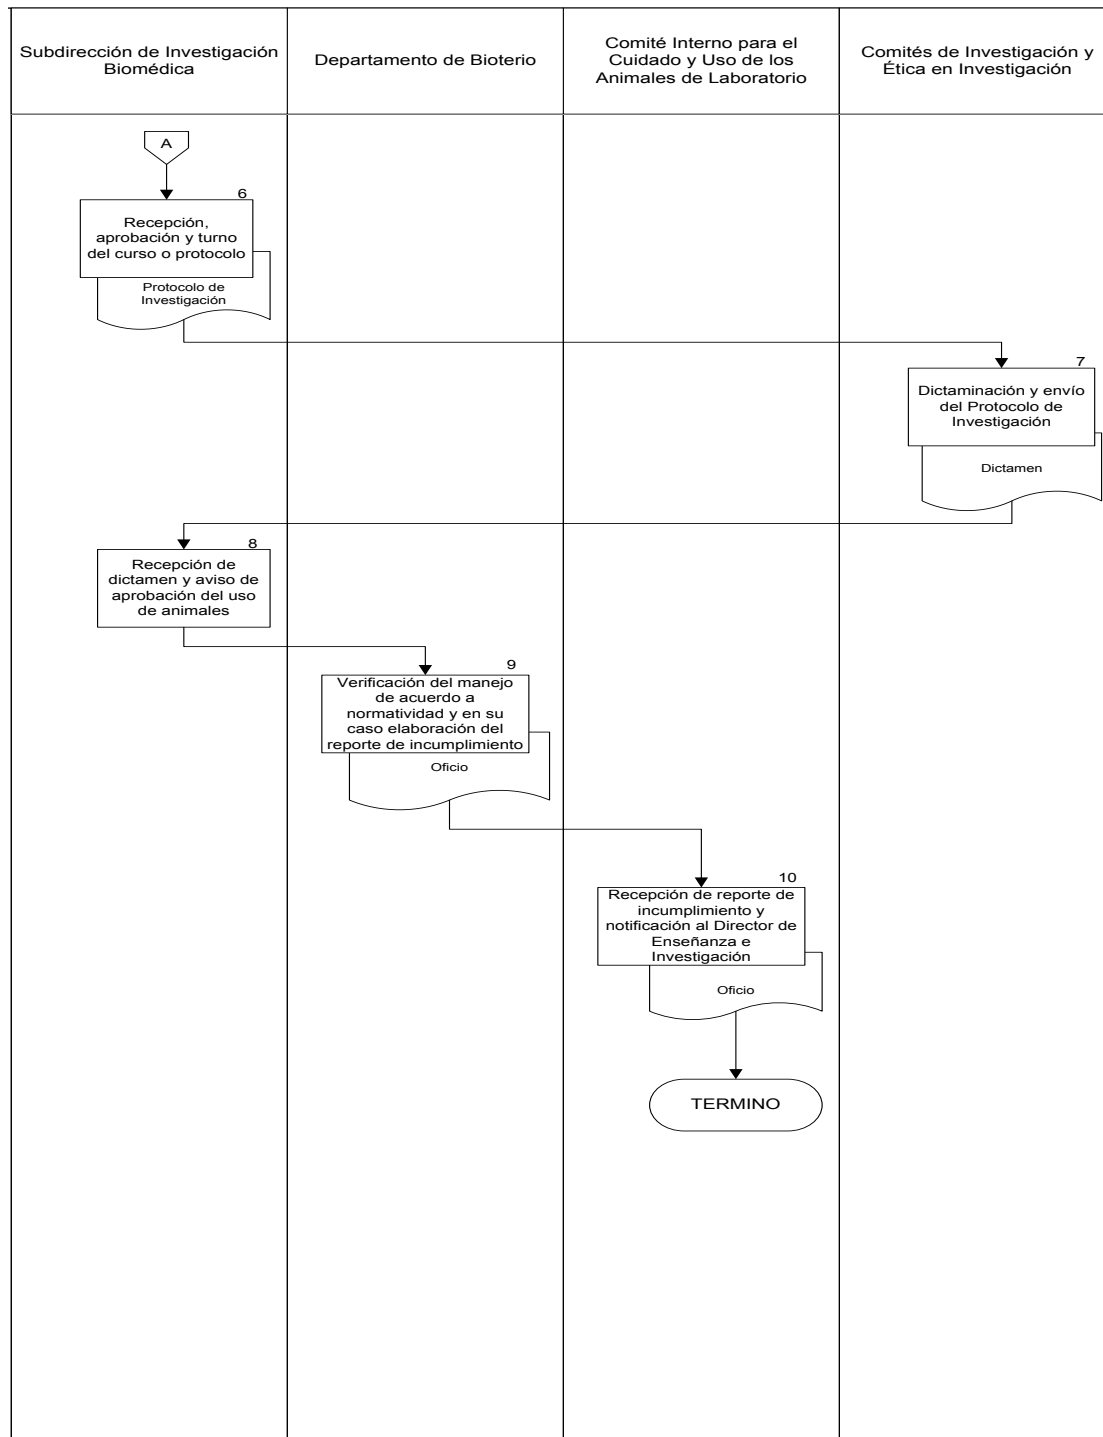 Subdirección de Investigación
Biomédica
Departamento de Bioterio
Comité Interno para el
Cuidado y Uso de los
Animales de Laboratorio
Comités de Investigación y
Ética en Investigación
A
6
Recepción,
aprobación y turno
del curso o protocolo
Protocolo de
Investigación
7
Dictaminación y envío
del Protocolo de
Investigación
Dictamen
8
Recepción de
dictamen y aviso de
aprobación del uso
de animales
9
Verificación del manejo
de acuerdo a
normatividad y en su
caso elaboración del
reporte de incumplimiento
Oficio
10
Recepción de reporte de
incumplimiento y
notificación al Director de
Enseñanza e
Investigación
Oficio
TERMINO